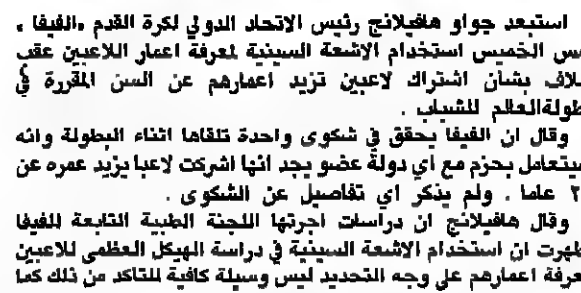 استبعد جواو هافيلانج رئيس الاتحاد الدولي لكرة القدم «الفيفا»
مس الخميس استخدام الاشعة السينية لمعرفة اعمار اللاعبين عقب
لاف بشان اشتراك لاعبين تزيد اعمارهم عن السن المقررة في
طولة العالم للشباب .
وقال ان الفيفا يحقق في شكوى واحدة تلقاها اثناء البطولة وانه
يتعامل بحزم مع اي دولة عضو يجد انها اشركت لاعبا يزيد عمره عن
٢ عاما . ولم يذكر اي تفاصيل عن الشكوى .
وقال هافيلانج ان دراسات اجرتها اللجنة الطبية التابعة للفيفا
ظهرت ان استخدام الاشعة السينية في دراسة الهيكل العظمى للاعبين
عرفة اعمارهم على وجه التحديد ليس وسيلة كافية للتاكد من ذلك كما